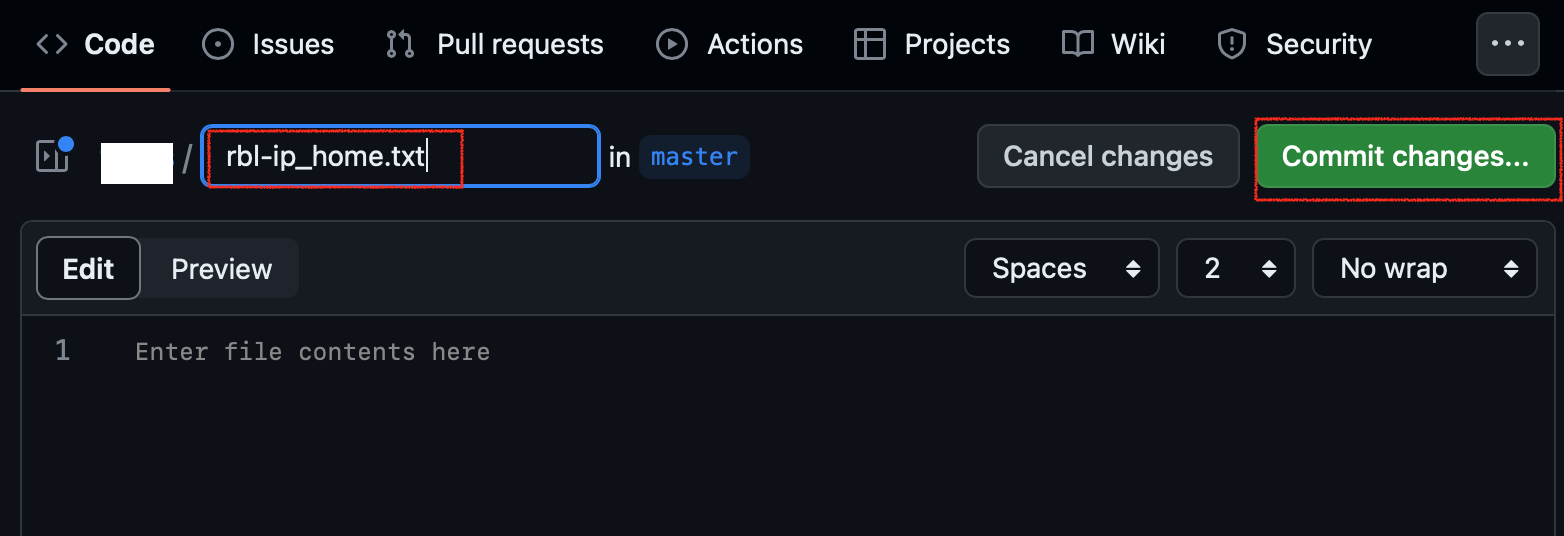 Code Issues Pull requests Actions Projects Wiki Security
/ rbl-ip_home.txt in master Cancel changes Commit changes...
Edit Preview Spaces 2 No wrap
1 Enter file contents here